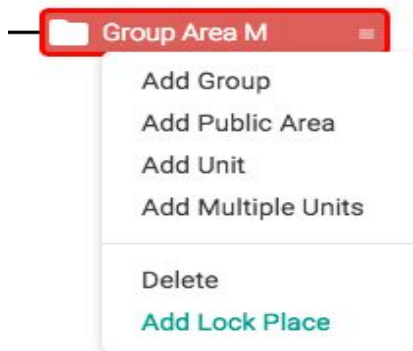 Group Area M
Add Group
Add Public Area
Add Unit
Add Multiple Units
Delete
Add Lock Place